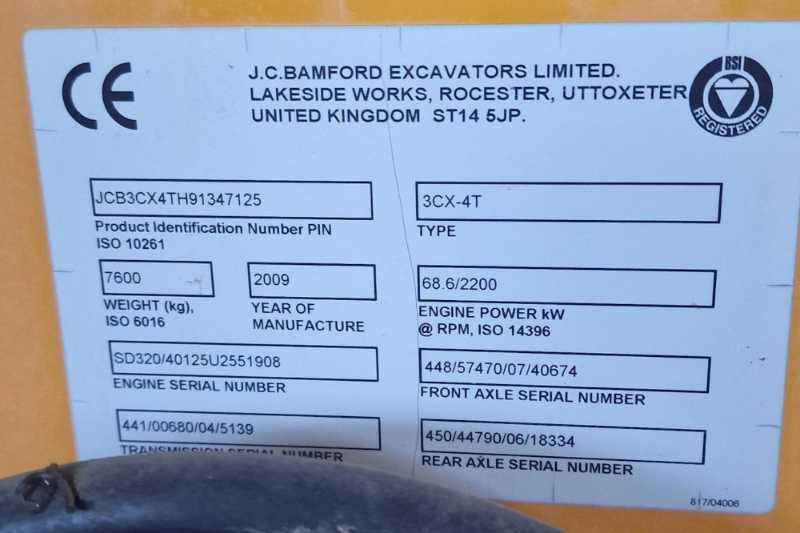 CE
J.C.BAMFORD EXCAVATORS LIMITED.
LAKESIDE WORKS, ROCESTER, UTTOXETER
UNITED KINGDOM ST14 5JP.
BSI
REGISTERED
JCB3CX4TH91347125
Product Identification Number PIN
ISO 10261
3CX-4T
TYPE
7600
WEIGHT (kg),
ISO 6016
2009
YEAR OF
MANUFACTURE
68.6/2200
ENGINE POWER kW
@ RPM, ISO 14396
SD320/40125U2551908
ENGINE SERIAL NUMBER
448/57470/07/40674
FRONT AXLE SERIAL NUMBER
441/00680/04/5139
TRANSMISSION SERIAL NUMBER
450/44790/06/18334
REAR AXLE SERIAL NUMBER
817/04006